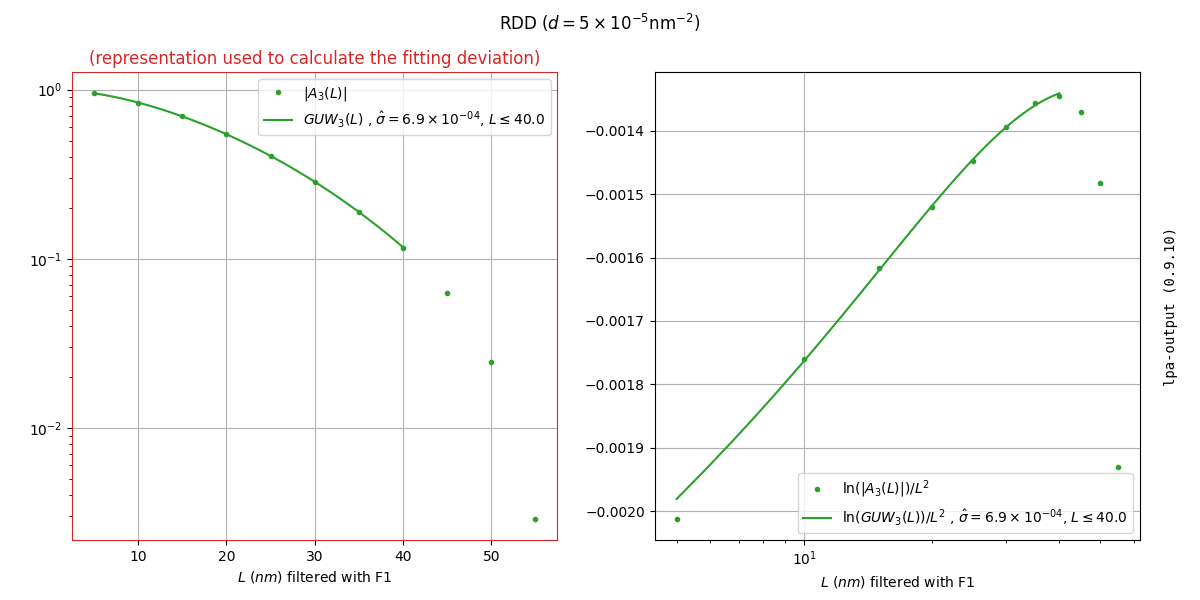 RDD (d = 5 × 10⁻⁵nm⁻²)
(representation used to calculate the fitting deviation)
10⁰
10⁻¹
10⁻²
|A₃(L)|
GUW₃(L) , σ̂ = 6.9 × 10⁻⁰⁴, L ≤ 40.0
10 20 30 40 50
L (nm) filtered with F1
−0.0014
−0.0015
−0.0016
−0.0017
−0.0018
−0.0019
−0.0020
ln(|A₃(L)|)/L²
ln(GUW₃(L))/L² , σ̂ = 6.9 × 10⁻⁰⁴, L ≤ 40.0
10¹
L (nm) filtered with F1
lpa-output (0.9.10)